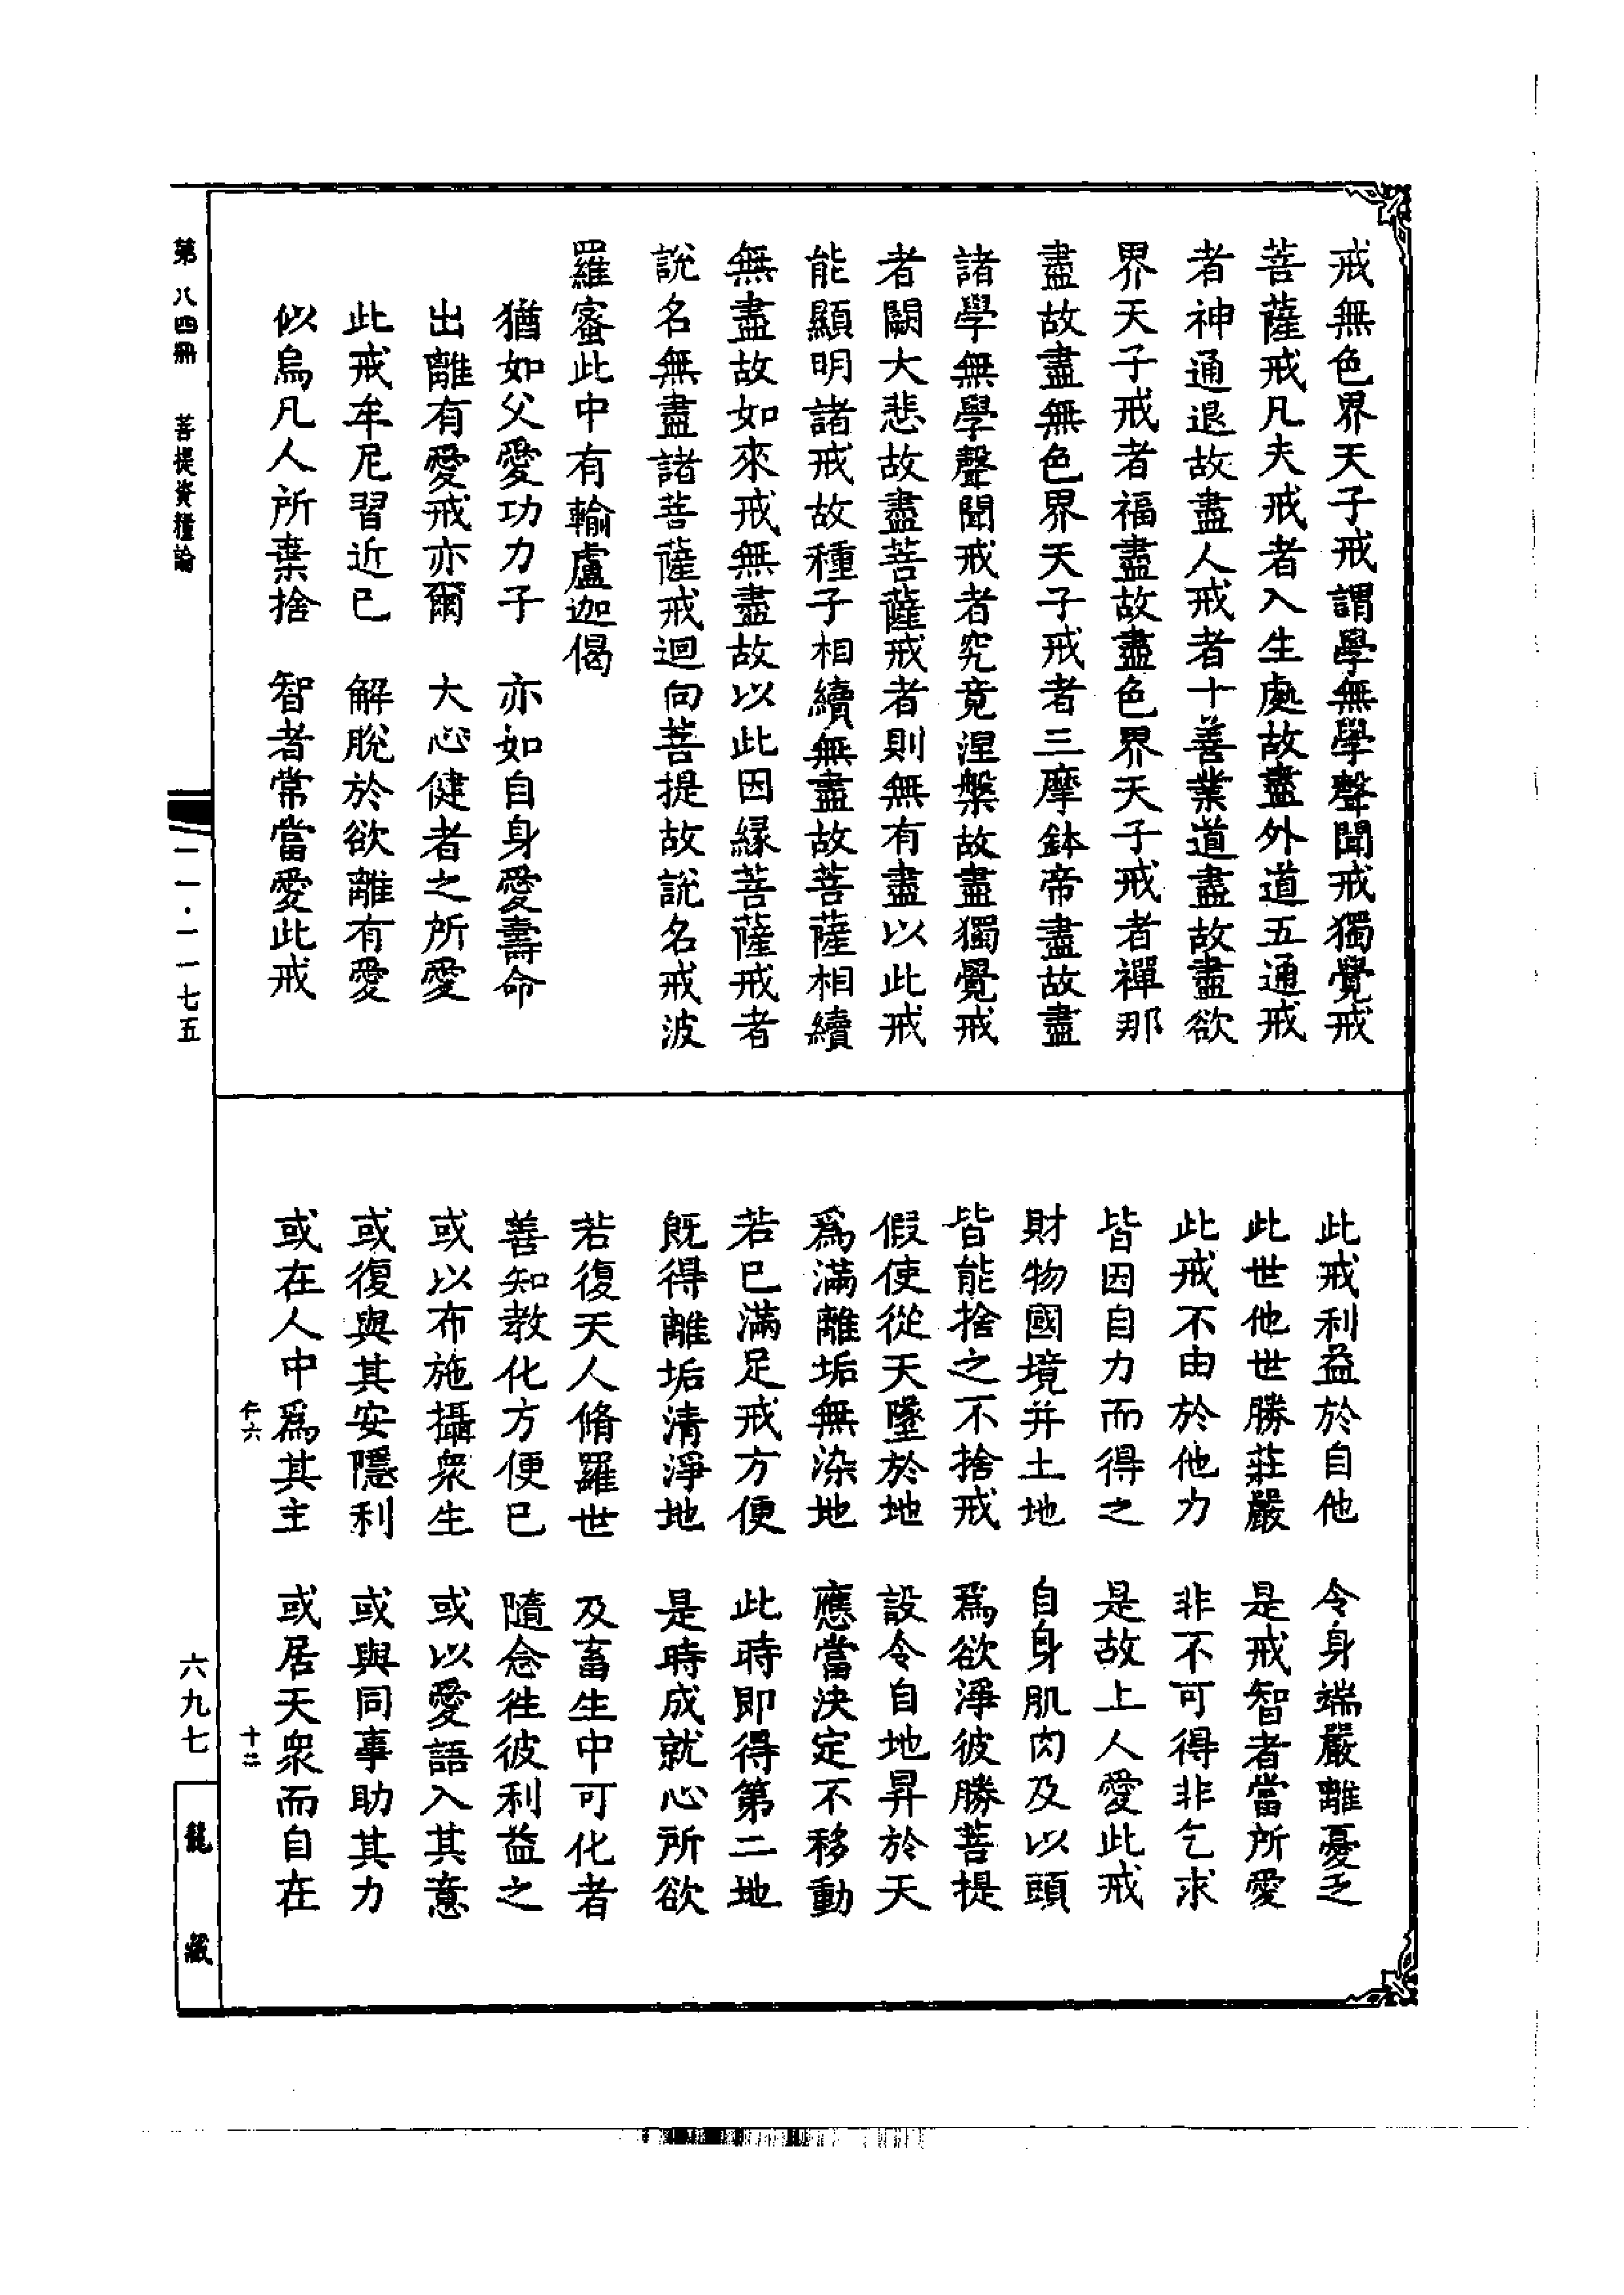 戒無色界天子戒謂學無學聲聞戒獨覺戒
菩薩戒凡夫戒者入生處故盡外道五通戒
者神通退故盡人戒者十善業道盡故盡欲
界天子戒者福盡故盡色界天子戒者禪那
盡故盡無色界天子戒者三摩鉢帝盡故盡
諸學無學聲聞戒者究竟涅槃故盡獨覺戒
者闕大悲故盡菩薩戒者則無有盡以此戒
能顯明諸戒故種子相續無盡故菩薩相續
無盡故如來戒無盡故以此因緣菩薩戒者
說名無盡諸菩薩戒迴向菩提故說名戒波
羅蜜此中有輸盧迦偈
猶如父愛功力子　亦如自身愛壽命
出離有愛戒亦爾　大心健者之所愛
此戒牟尼習近已　解脫於欲離有愛
似烏凡人所棄捨　智者常當愛此戒
此戒利益於自他　令身端嚴離憂乏
此世他世勝莊嚴　是戒智者當所愛
此戒不由於他力　非不可得非乞求
皆因自力而得之　是故上人愛此戒
財物國境并土地　自身肌肉及以頭
皆能捨之不捨戒　爲欲淨彼勝菩提
假使從天墜於地　設令自地昇於天
爲滿離垢無染地　應當決定不移動
若已滿足戒方便　此時即得第二地
既得離垢清淨地　是時成就心所欲
若復天人脩羅世　及畜生中可化者
善知教化方便已　隨念往彼利益之
或以布施攝衆生　或以愛語入其意
或復與其安隱利　或與同事助其力
或在人中爲其主　或居天衆而自在
第八四冊　菩提資糧論
一一·一一七五
六九七
龍藏